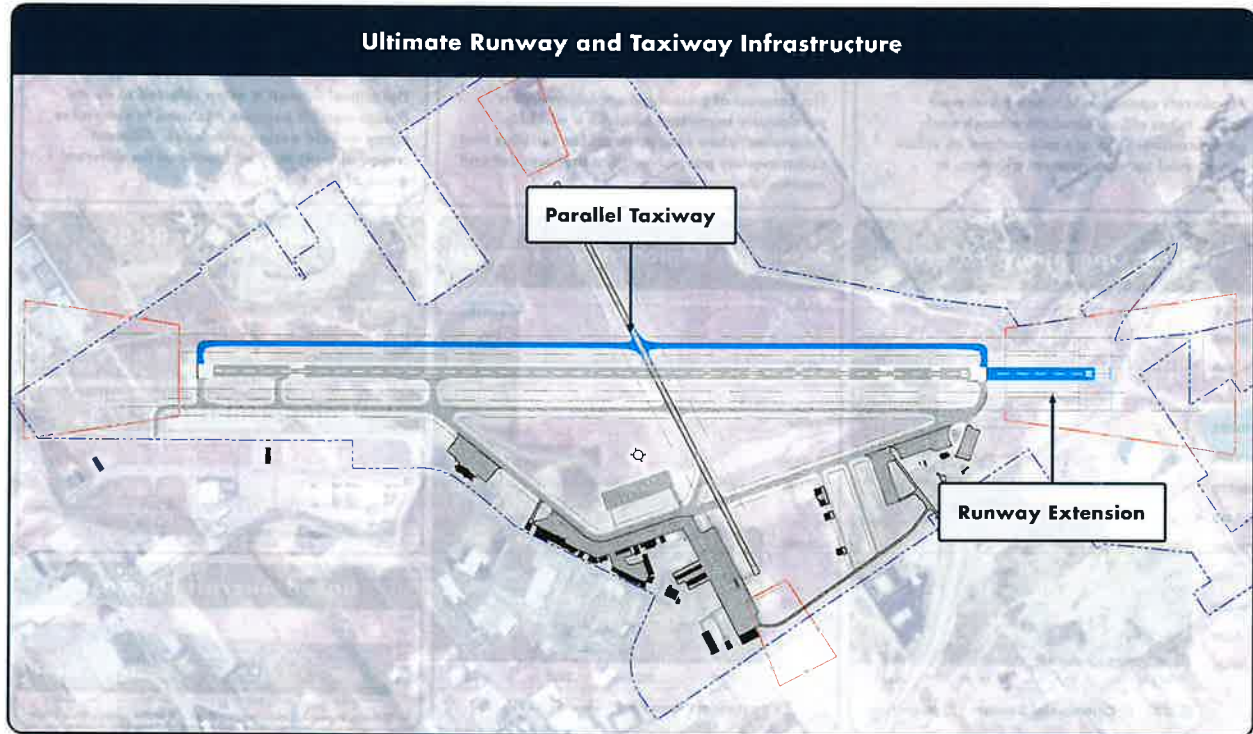 Ultimate Runway and Taxiway Infrastructure
Parallel Taxiway
Runway Extension